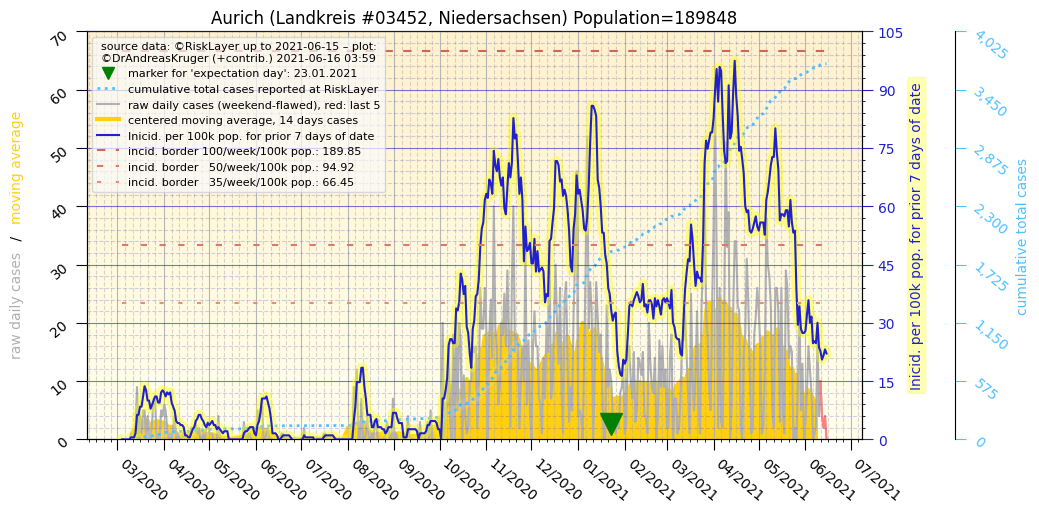 Aurich (Landkreis #03452, Niedersachsen) Population=189848
source data: ©RiskLayer up to 2021-06-15 – plot:
©DrAndreasKruger (+contrib.) 2021-06-16 03:59
marker for 'expectation day': 23.01.2021
cumulative total cases reported at RiskLayer
raw daily cases (weekend-flawed), red: last 5
centered moving average, 14 days cases
Inicid. per 100k pop. for prior 7 days of date
incid. border 100/week/100k pop.: 189.85
incid. border 50/week/100k pop.: 94.92
incid. border 35/week/100k pop.: 66.45
raw daily cases / moving average
70
60
50
40
30
20
10
0
03/2020
04/2020
05/2020
06/2020
07/2020
08/2020
09/2020
10/2020
11/2020
12/2020
01/2021
02/2021
03/2021
04/2021
05/2021
06/2021
07/2021
105
90
75
60
45
30
15
0
Inicid. per 100k pop. for prior 7 days of date
4,025
3,450
2,875
2,300
1,725
1,150
575
0
cumulative total cases